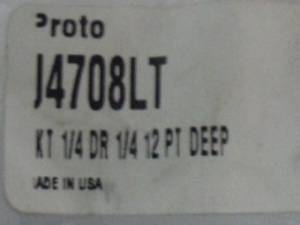 Proto
J4708LT
KT 1/4 DR 1/4 12 PT DEEP
ADE IN USA